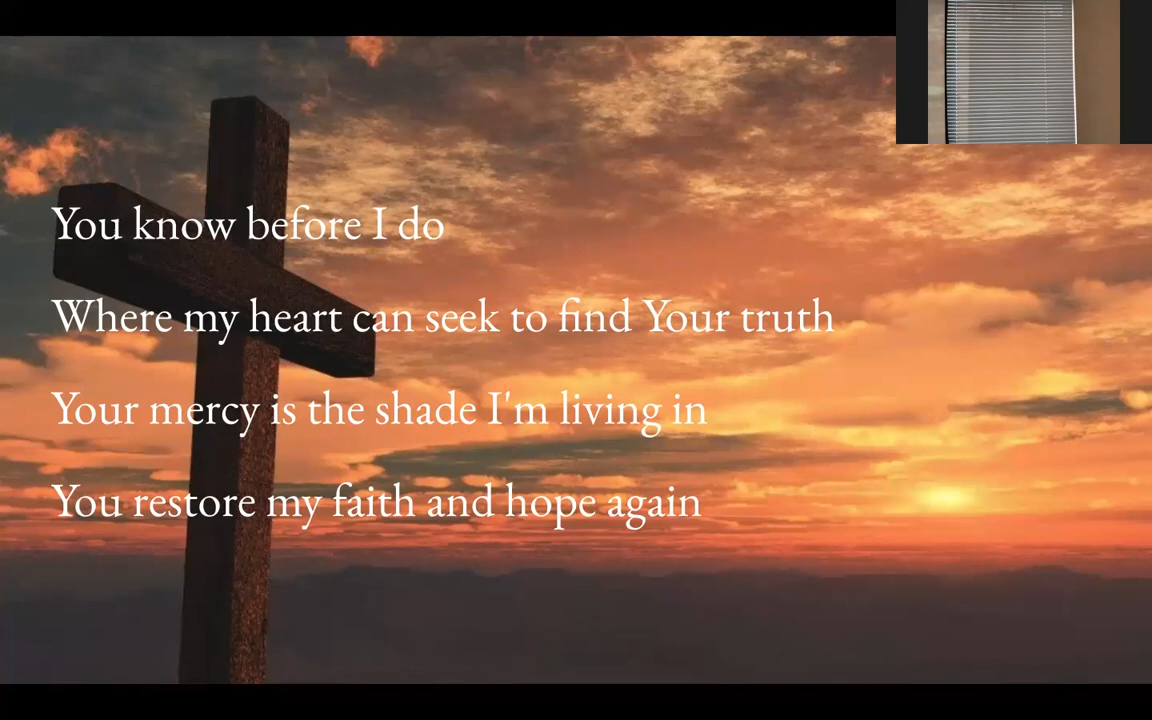 You know before I do
Where my heart can seek to find Your truth
Your mercy is the shade I'm living in
You restore my faith and hope again